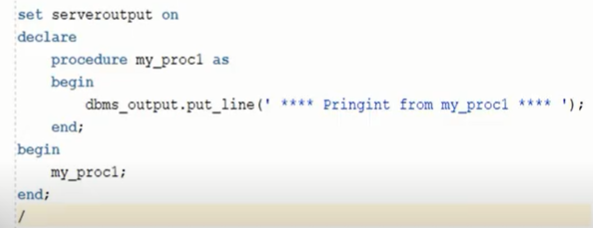 set serveroutput on
declare
    procedure my_proc1 as
    begin
        dbms_output.put_line(' **** Pringint from my_proc1 **** ');
    end;
begin
    my_proc1;
end;
/